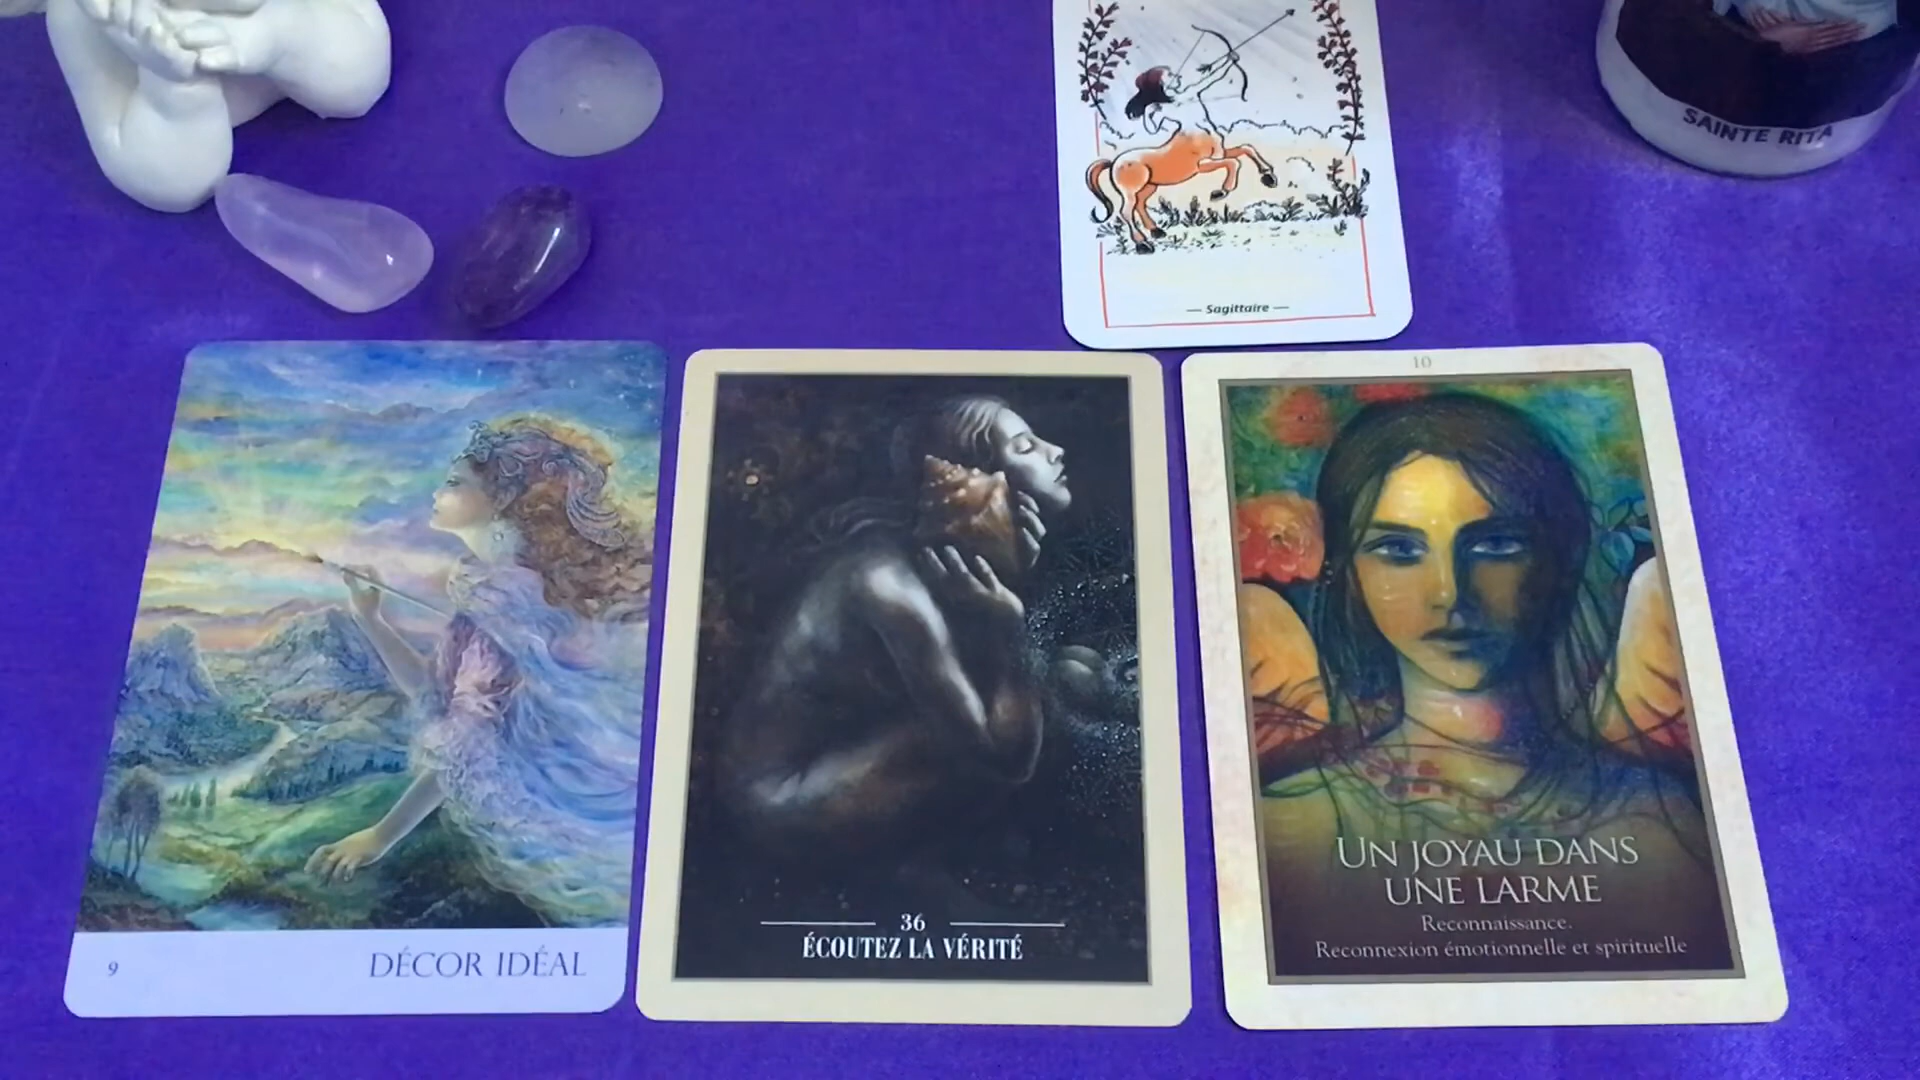 SAINTE RITA
— Sagittaire —
9
DÉCOR IDÉAL
36
ÉCOUTEZ LA VÉRITÉ
10
UN JOYAU DANS
UNE LARME
Reconnaissance.
Reconnexion émotionnelle et spirituelle